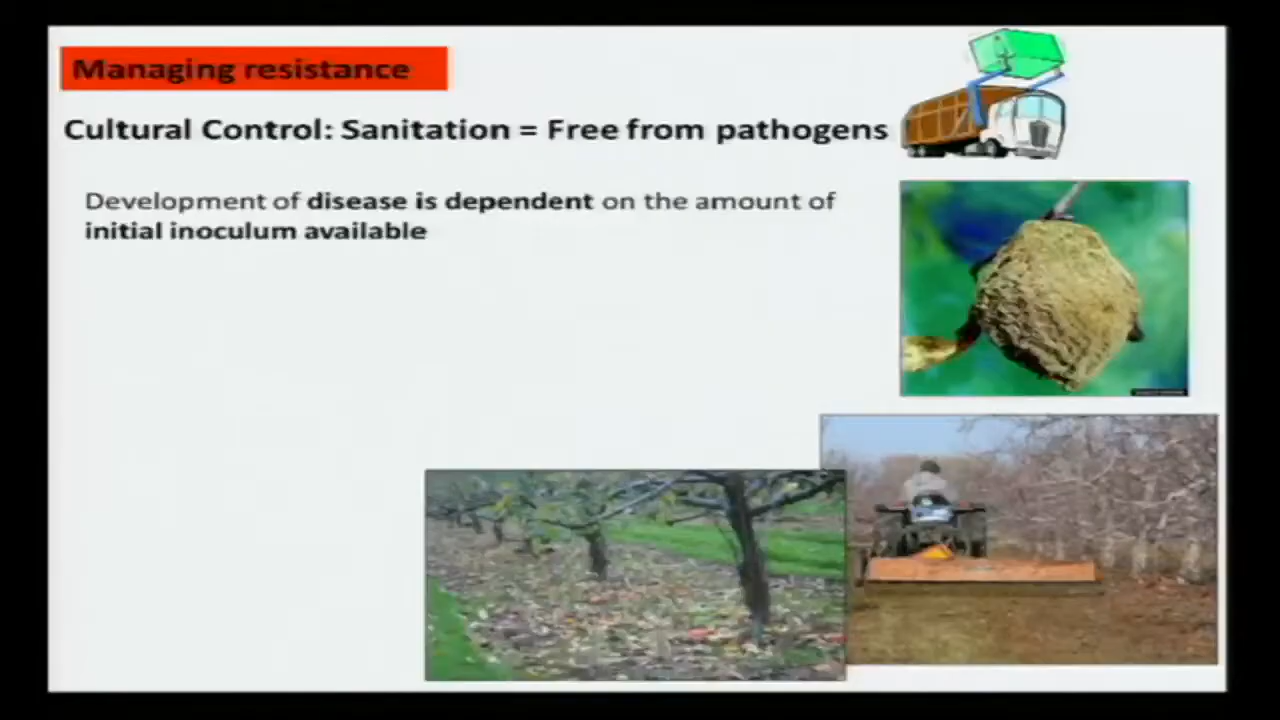 Managing resistance
Cultural Control: Sanitation = Free from pathogens
Development of disease is dependent on the amount of
initial inoculum available